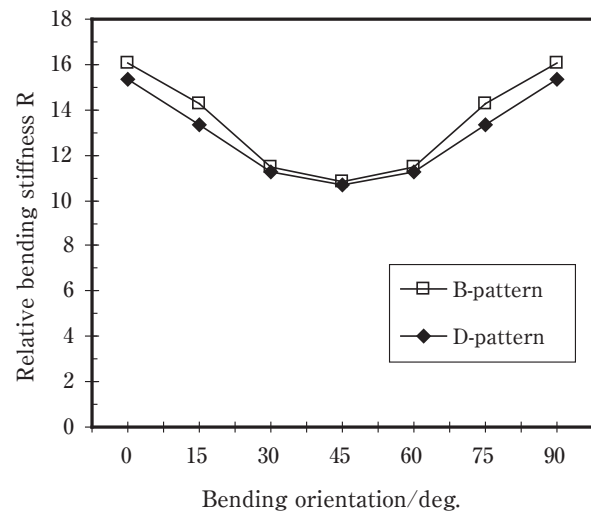 18
16
14
12
10
8
6
4
2
0
Relative bending stiffness R
B-pattern
D-pattern
0 15 30 45 60 75 90
Bending orientation/deg.